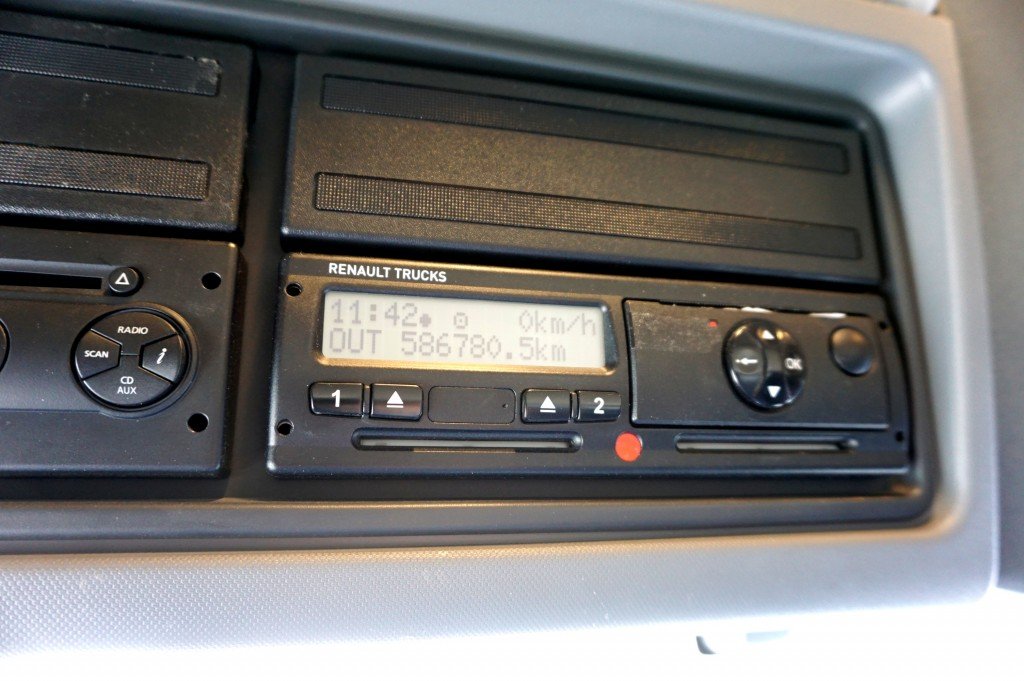 RENAULT TRUCKS
11:42 0km/h
OUT 586780.5km
1
2
OK
RADIO
SCAN
i
CD
AUX